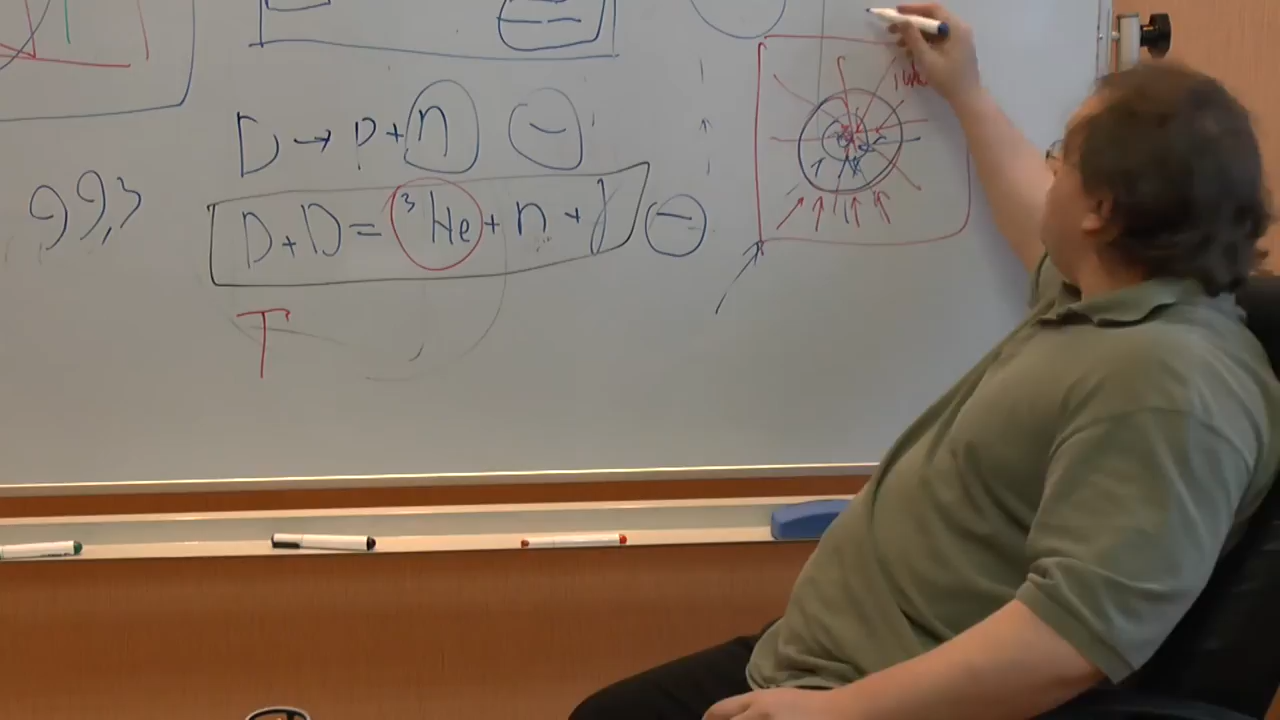 D → p + n −
99,3
D + D = ³He + n + γ −
T